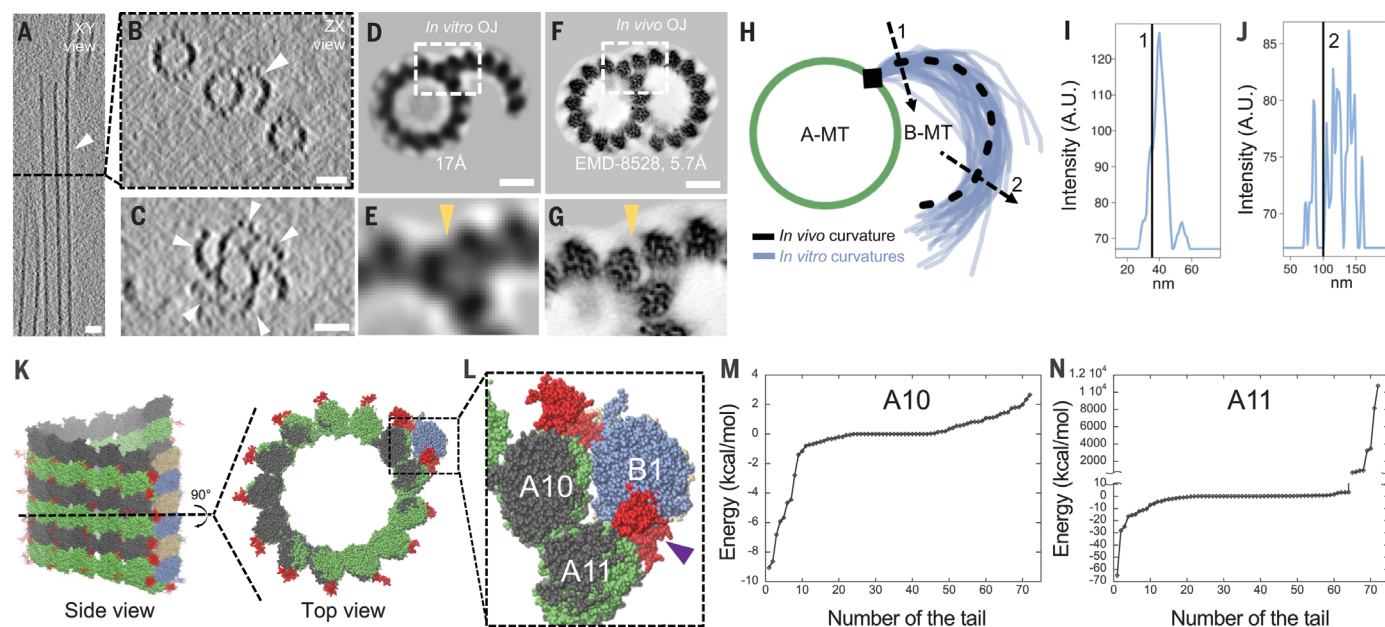 A
XY
view
B
ZX
view
C
D
In vitro OJ
17Å
E
F
In vivo OJ
EMD-8528, 5.7Å
G
H
1
A-MT
B-MT
2
In vivo curvature
In vitro curvatures
I
1
130
120
110
100
90
80
70
Intensity (A.U.)
20 40 60
nm
J
2
85
80
75
70
Intensity (A.U.)
50 100 150
nm
K
90°
Side view
Top view
L
A10
B1
A11
M
A10
4
2
0
-2
-4
-6
-8
-10
Energy (kcal/mol)
0 10 20 30 40 50 60 70
Number of the tail
N
A11
1.2 10⁴
10⁴
8000
6000
4000
2000
10
0
-10
-20
-30
-40
-50
-60
-70
Energy (kcal/mol)
0 10 20 30 40 50 60 70
Number of the tail